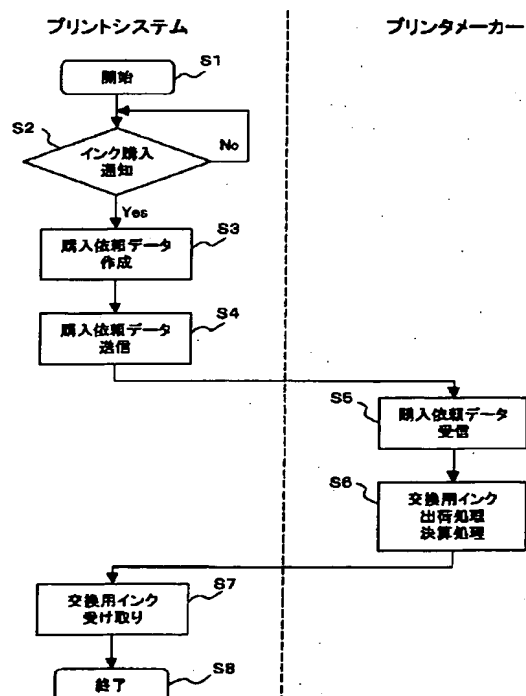 プリントシステム
プリンタメーカー
開始
S1
S2
インク購入
通知
No
Yes
購入依頼データ
作成
S3
購入依頼データ
送信
S4
S5
購入依頼データ
受信
S6
交換用インク
出荷処理
決算処理
交換用インク
受け取り
S7
終了
S8